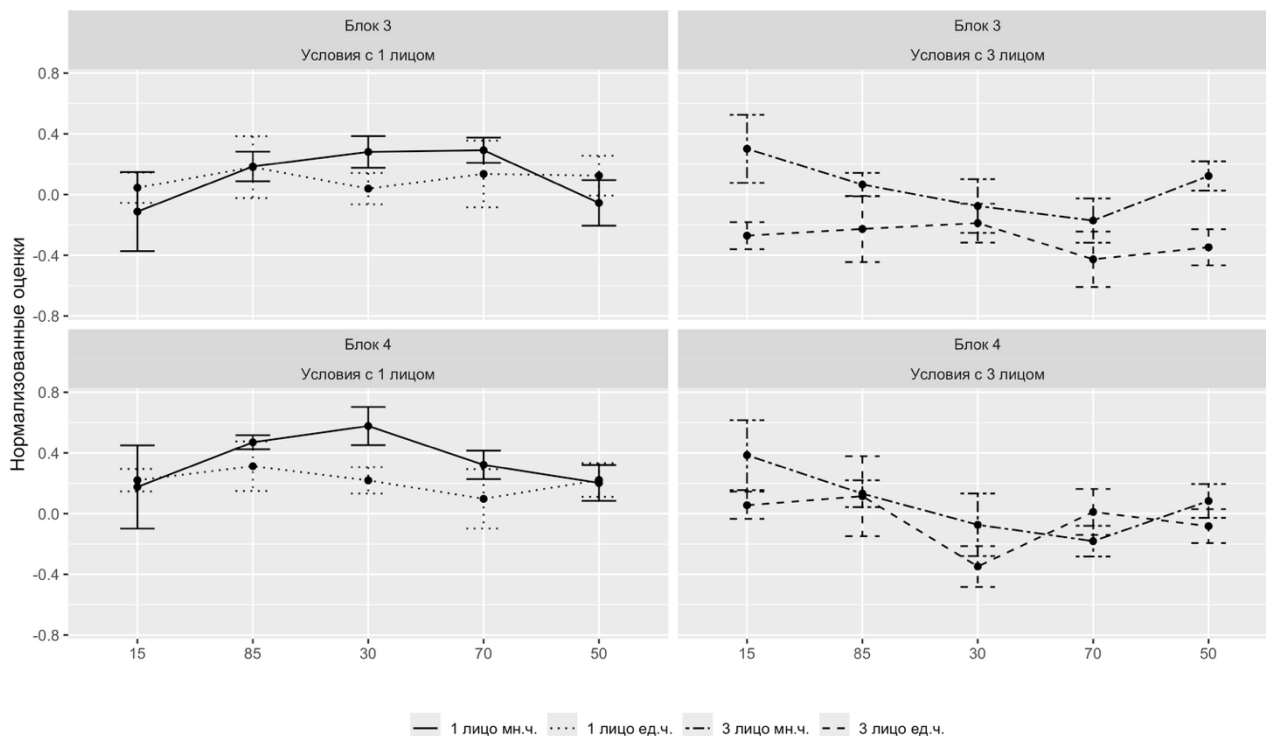 Блок 3
Условия с 1 лицом
Блок 3
Условия с 3 лицом
Нормализованные оценки
0.8
0.4
0.0
-0.4
-0.8
Блок 4
Условия с 1 лицом
Блок 4
Условия с 3 лицом
0.8
0.4
0.0
-0.4
-0.8
15 85 30 70 50
15 85 30 70 50
1 лицо мн.ч. 1 лицо ед.ч. 3 лицо мн.ч. 3 лицо ед.ч.